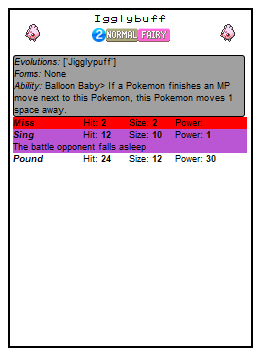 Igglybuff
2 NORMAL FAIRY
Evolutions: ['Jigglypuff']
Forms: None
Ability: Balloon Baby> If a Pokemon finishes an MP
move next to this Pokemon, this Pokemon moves 1
space away.
Miss Hit: 2 Size: 2 Power:
Sing Hit: 12 Size: 10 Power: 1
The battle opponent falls asleep
Pound Hit: 24 Size: 12 Power: 30